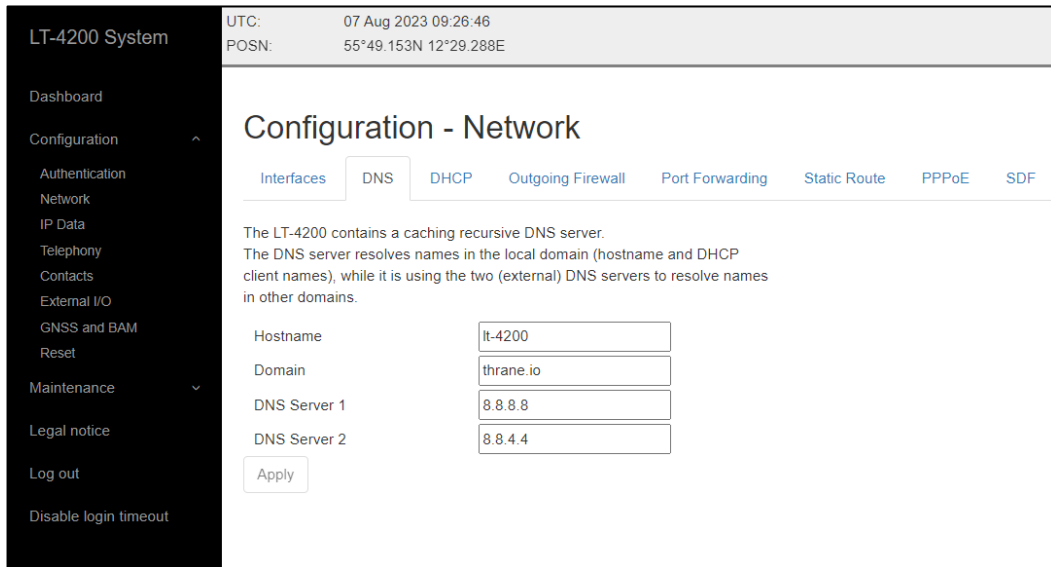 LT-4200 System
UTC: 07 Aug 2023 09:26:46
POSN: 55°49.153N 12°29.288E
Dashboard
Configuration
Authentication
Network
IP Data
Telephony
Contacts
External I/O
GNSS and BAM
Reset
Maintenance
Legal notice
Log out
Disable login timeout
Configuration - Network
Interfaces DNS DHCP Outgoing Firewall Port Forwarding Static Route PPPoE SDF
The LT-4200 contains a caching recursive DNS server.
The DNS server resolves names in the local domain (hostname and DHCP
client names), while it is using the two (external) DNS servers to resolve names
in other domains.
Hostname lt-4200
Domain thrane.io
DNS Server 1 8.8.8.8
DNS Server 2 8.8.4.4
Apply